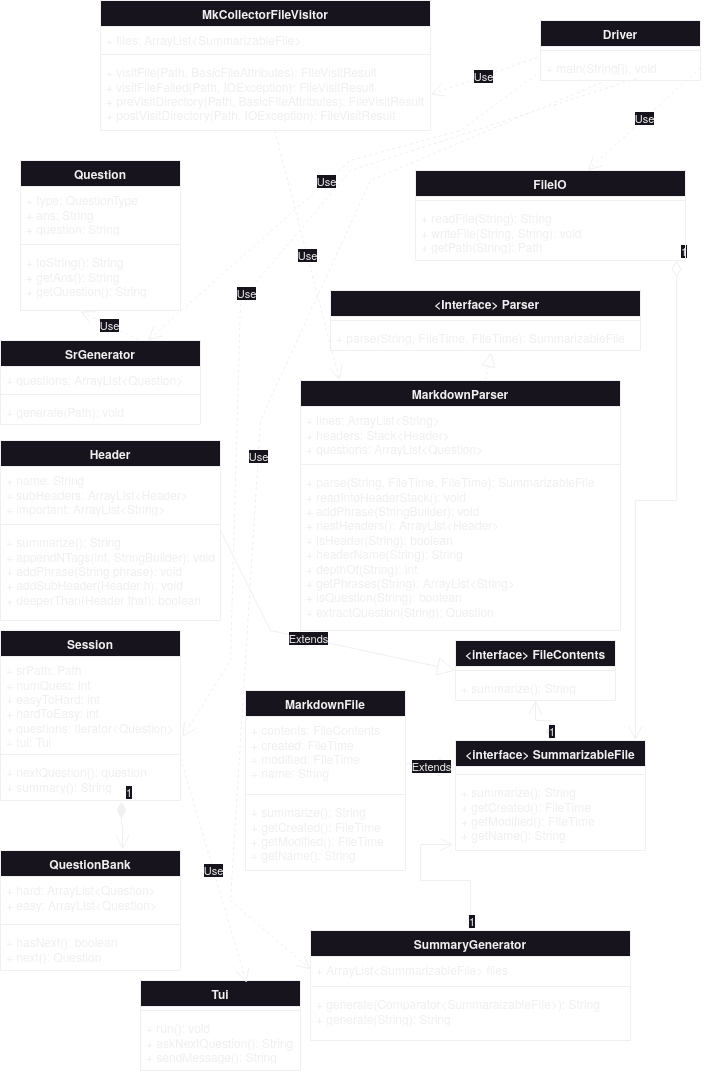 MkCollectorFileVisitor
+ files: ArrayList<SummarizableFile>
+ visitFile(Path, BasicFileAttributes): FileVisitResult
+ visitFileFailed(Path, IOException): FileVisitResult
+ preVisitDirectory(Path, BasicFileAttributes): FileVisitResult
+ postVisitDirectory(Path, IOException): FileVisitResult
Driver
+ main(String[]): void
Use
Use
Use
Question
+ type: QuestionType
+ ans: String
+ question: String
+ toString(): String
+ getAns(): String
+ getQuestion(): String
FileIO
+ readFile(String): String
+ writeFile(String, String): void
+ getPath(String): Path
1
Use
Use
Use
<Interface> Parser
+ parse(String, FileTime, FileTime): SummarizableFile
SrGenerator
+ questions: ArrayList<Question>
+ generate(Path): void
MarkdownParser
+ lines: ArrayList<String>
+ headers: Stack<Header>
+ questions: ArrayList<Question>
+ parse(String, FileTime, FileTime): SummarizableFile
+ readIntoHeaderStack(): void
+ addPhrase(StringBuilder): void
+ nestHeaders(): ArrayList<Header>
+ isHeader(String): boolean
+ headerName(String): String
+ depthOf(String): int
+ getPhrases(String): ArrayList<String>
+ isQuestion(String): boolean
+ extractQuestion(String): Question
Use
Header
+ name: String
+ subHeaders: ArrayList<Header>
+ important: ArrayList<String>
+ summarize(): String
+ appendNTags(int, StringBuilder): void
+ addPhrase(String phrase): void
+ addSubHeader(Header h): void
+ deeperThan(Header that): boolean
Extends
Session
+ srPath: Path
+ numQuest: int
+ easyToHard: int
+ hardToEasy: int
+ questions: Iterator<Question>
+ tui: Tui
+ nextQuestion(): question
+ summary(): String
1
<interface> FileContents
+ summarize(): String
1
MarkdownFile
+ contents: FileContents
+ created: FileTime
+ modified: FileTime
+ name: String
+ summarize(): String
+ getCreated(): FileTime
+ getModified(): FileTime
+ getName(): String
Extends
<interface> SummarizableFile
+ summarize(): String
+ getCreated(): FileTime
+ getModified(): FileTime
+ getName(): String
QuestionBank
+ hard: ArrayList<Question>
+ easy: ArrayList<Question>
+ hasNext(): boolean
+ next(): Question
Use
1
SummaryGenerator
+ ArrayList<SummarizableFile> files
+ generate(Comparator<SummaraizableFile>): String
+ generate(String): String
Tui
+ run(): void
+ askNextQuestion(): String
+ sendMessage(): String